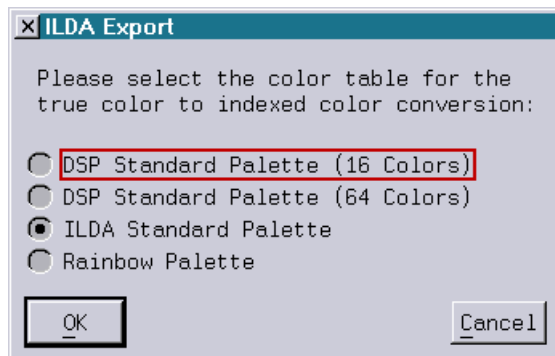 ILDA Export
Please select the color table for the
true color to indexed color conversion:
DSP Standard Palette (16 Colors)
DSP Standard Palette (64 Colors)
ILDA Standard Palette
Rainbow Palette
OK
Cancel